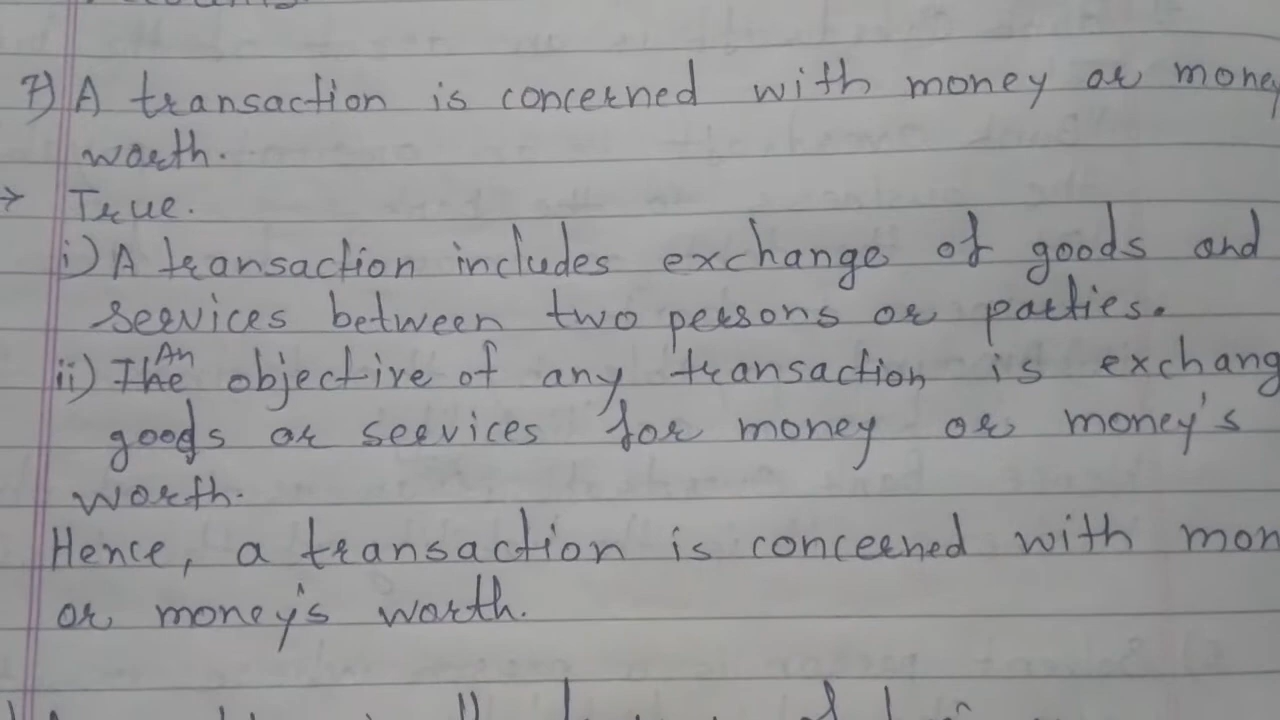 7) A transaction is concerned with money or money
worth.
→ True.
i) A transaction includes exchange of goods and
services between two persons or parties.
An
ii) The objective of any transaction is exchang
goods or services for money or money's
worth.
Hence, a transaction is concerned with mon
or money's worth.